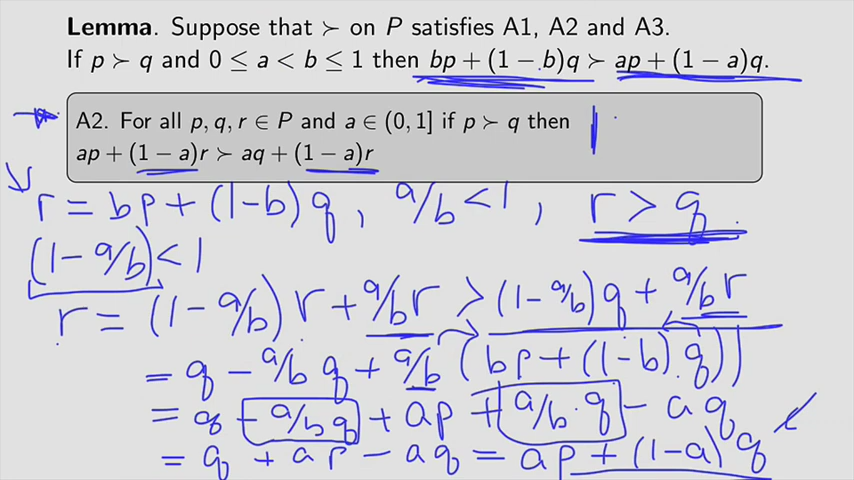 Lemma. Suppose that ≻ on P satisfies A1, A2 and A3.
If p ≻ q and 0 ≤ a < b ≤ 1 then bp + (1 − b)q ≻ ap + (1 − a)q.
A2. For all p, q, r ∈ P and a ∈ (0, 1] if p ≻ q then
ap + (1 − a)r ≻ aq + (1 − a)r
r = bp + (1-b) q, a/b < 1, r > q
(1 - a/b) < 1
r = (1 - a/b) r + a/b r > (1 - a/b) q + a/b r
= q - a/b q + a/b (bp + (1-b) q)
= q - a/b q + ap + a/b · q - aq
= q + ap - aq = ap + (1-a) q